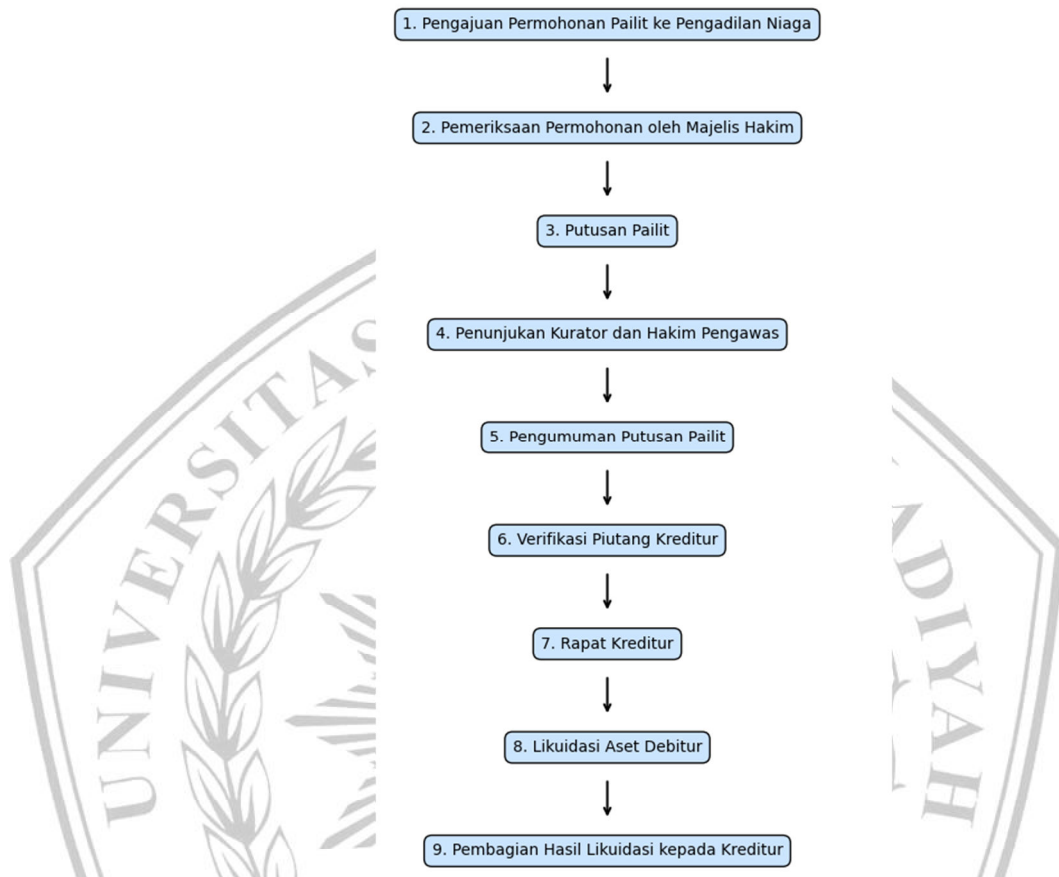 1. Pengajuan Permohonan Pailit ke Pengadilan Niaga
2. Pemeriksaan Permohonan oleh Majelis Hakim
3. Putusan Pailit
4. Penunjukan Kurator dan Hakim Pengawas
5. Pengumuman Putusan Pailit
6. Verifikasi Piutang Kreditur
7. Rapat Kreditur
8. Likuidasi Aset Debitur
9. Pembagian Hasil Likuidasi kepada Kreditur
UNIVERSITAS
ADIYAH